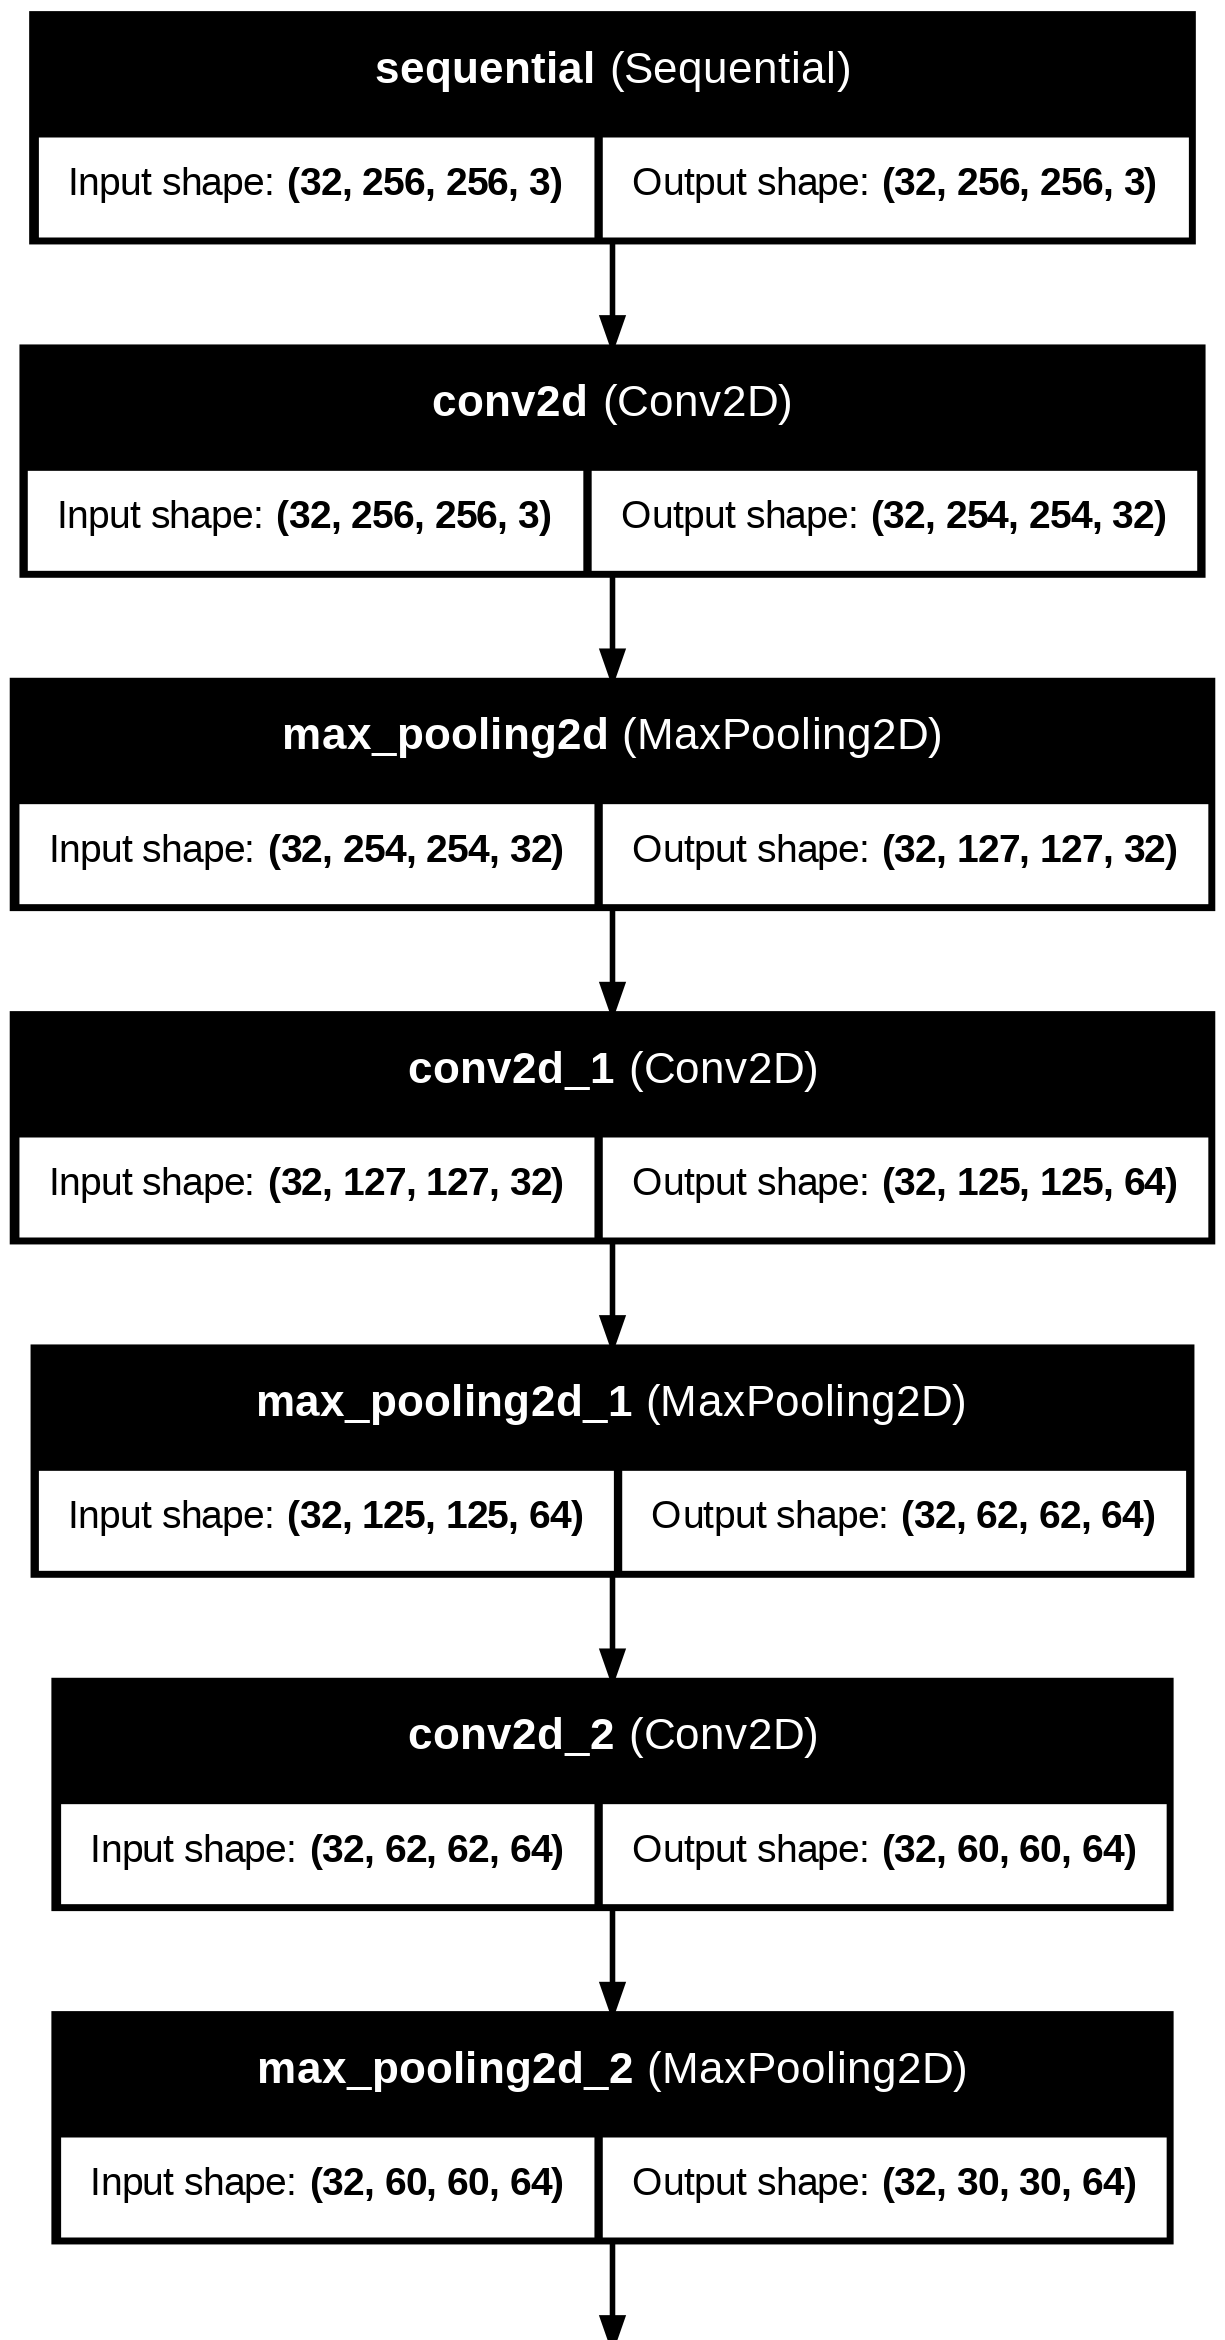 sequential (Sequential)
Input shape: (32, 256, 256, 3) Output shape: (32, 256, 256, 3)
conv2d (Conv2D)
Input shape: (32, 256, 256, 3) Output shape: (32, 254, 254, 32)
max_pooling2d (MaxPooling2D)
Input shape: (32, 254, 254, 32) Output shape: (32, 127, 127, 32)
conv2d_1 (Conv2D)
Input shape: (32, 127, 127, 32) Output shape: (32, 125, 125, 64)
max_pooling2d_1 (MaxPooling2D)
Input shape: (32, 125, 125, 64) Output shape: (32, 62, 62, 64)
conv2d_2 (Conv2D)
Input shape: (32, 62, 62, 64) Output shape: (32, 60, 60, 64)
max_pooling2d_2 (MaxPooling2D)
Input shape: (32, 60, 60, 64) Output shape: (32, 30, 30, 64)